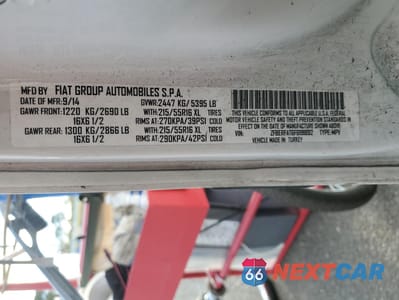 MFD BY FIAT GROUP AUTOMOBILES S.P.A.
DATE OF MFR: 9/14 GVWR: 2447 KG/5395 LB
GAWR FRONT: 1220 KG/2690 LB WITH: 215/55R16 XL TIRES
16X6 1/2 RIMS AT: 270KPA/39PSI COLD
GAWR REAR: 1300 KG/2866 LB WITH: 215/55R16 XL TIRES
16X6 1/2 RIMS AT: 290KPA/42PSI COLD
THIS VEHICLE CONFORMS TO ALL APPLICABLE U.S.A. FEDERAL
MOTOR VEHICLE SAFETY AND THEFT PREVENTION STANDARDS IN
EFFECT ON THE DATE OF MANUFACTURE SHOWN ABOVE.
VIN: TYPE: MPV
VEHICLE MADE IN: TURKEY
66 NEXTCAR